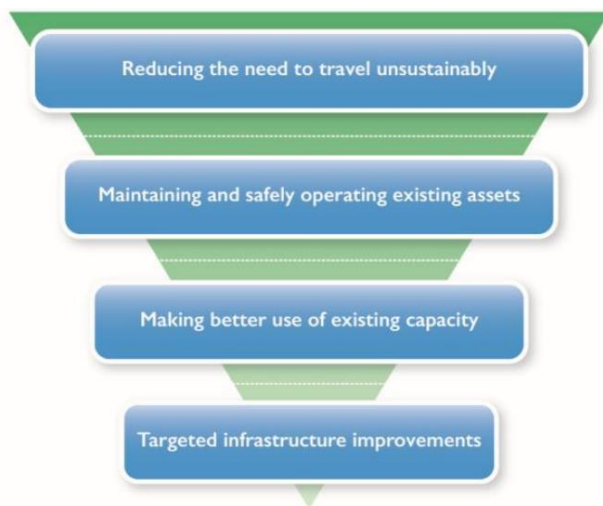 Reducing the need to travel unsustainably
Maintaining and safely operating existing assets
Making better use of existing capacity
Targeted infrastructure improvements